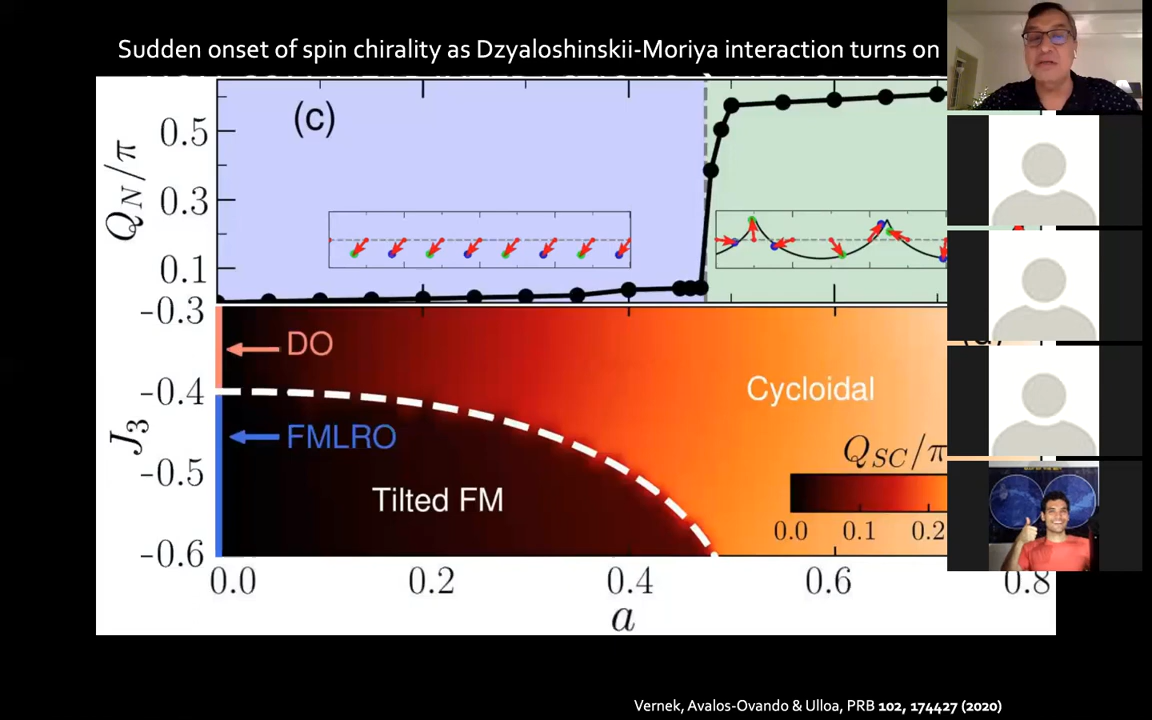 Sudden onset of spin chirality as Dzyaloshinskii-Moriya interaction turns on
(c)
Q_N/π
0.5
0.3
0.1
-0.3
-0.4
-0.5
-0.6
J_3
DO
FMLRO
Tilted FM
Cycloidal
Q_SC/π
0.0 0.1 0.2
0.0 0.2 0.4 0.6 0.8
a
Vernek, Avalos-Ovando & Ulloa, PRB 102, 174427 (2020)